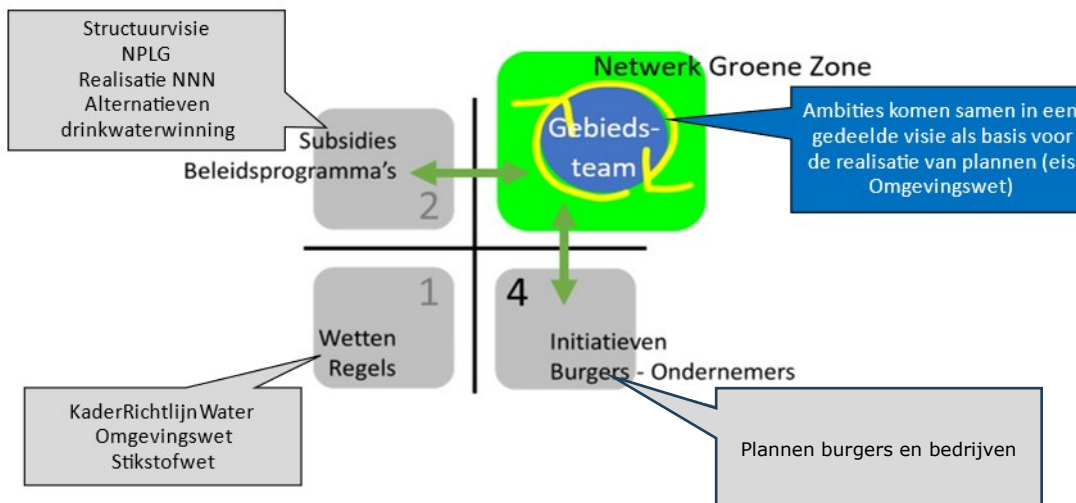 Structuurvisie
NPLG
Realisatie NNN
Alternatieven
drinkwaterwinning
Netwerk Groene Zone
Gebieds-
team
Ambities komen samen in een
gedeelde visie als basis voor
de realisatie van plannen (eis
Omgevingswet)
Subsidies
Beleidsprogramma's
2
1
Wetten
Regels
4
Initiatieven
Burgers - Ondernemers
KaderRichtlijnWater
Omgevingswet
Stikstofwet
Plannen burgers en bedrijven